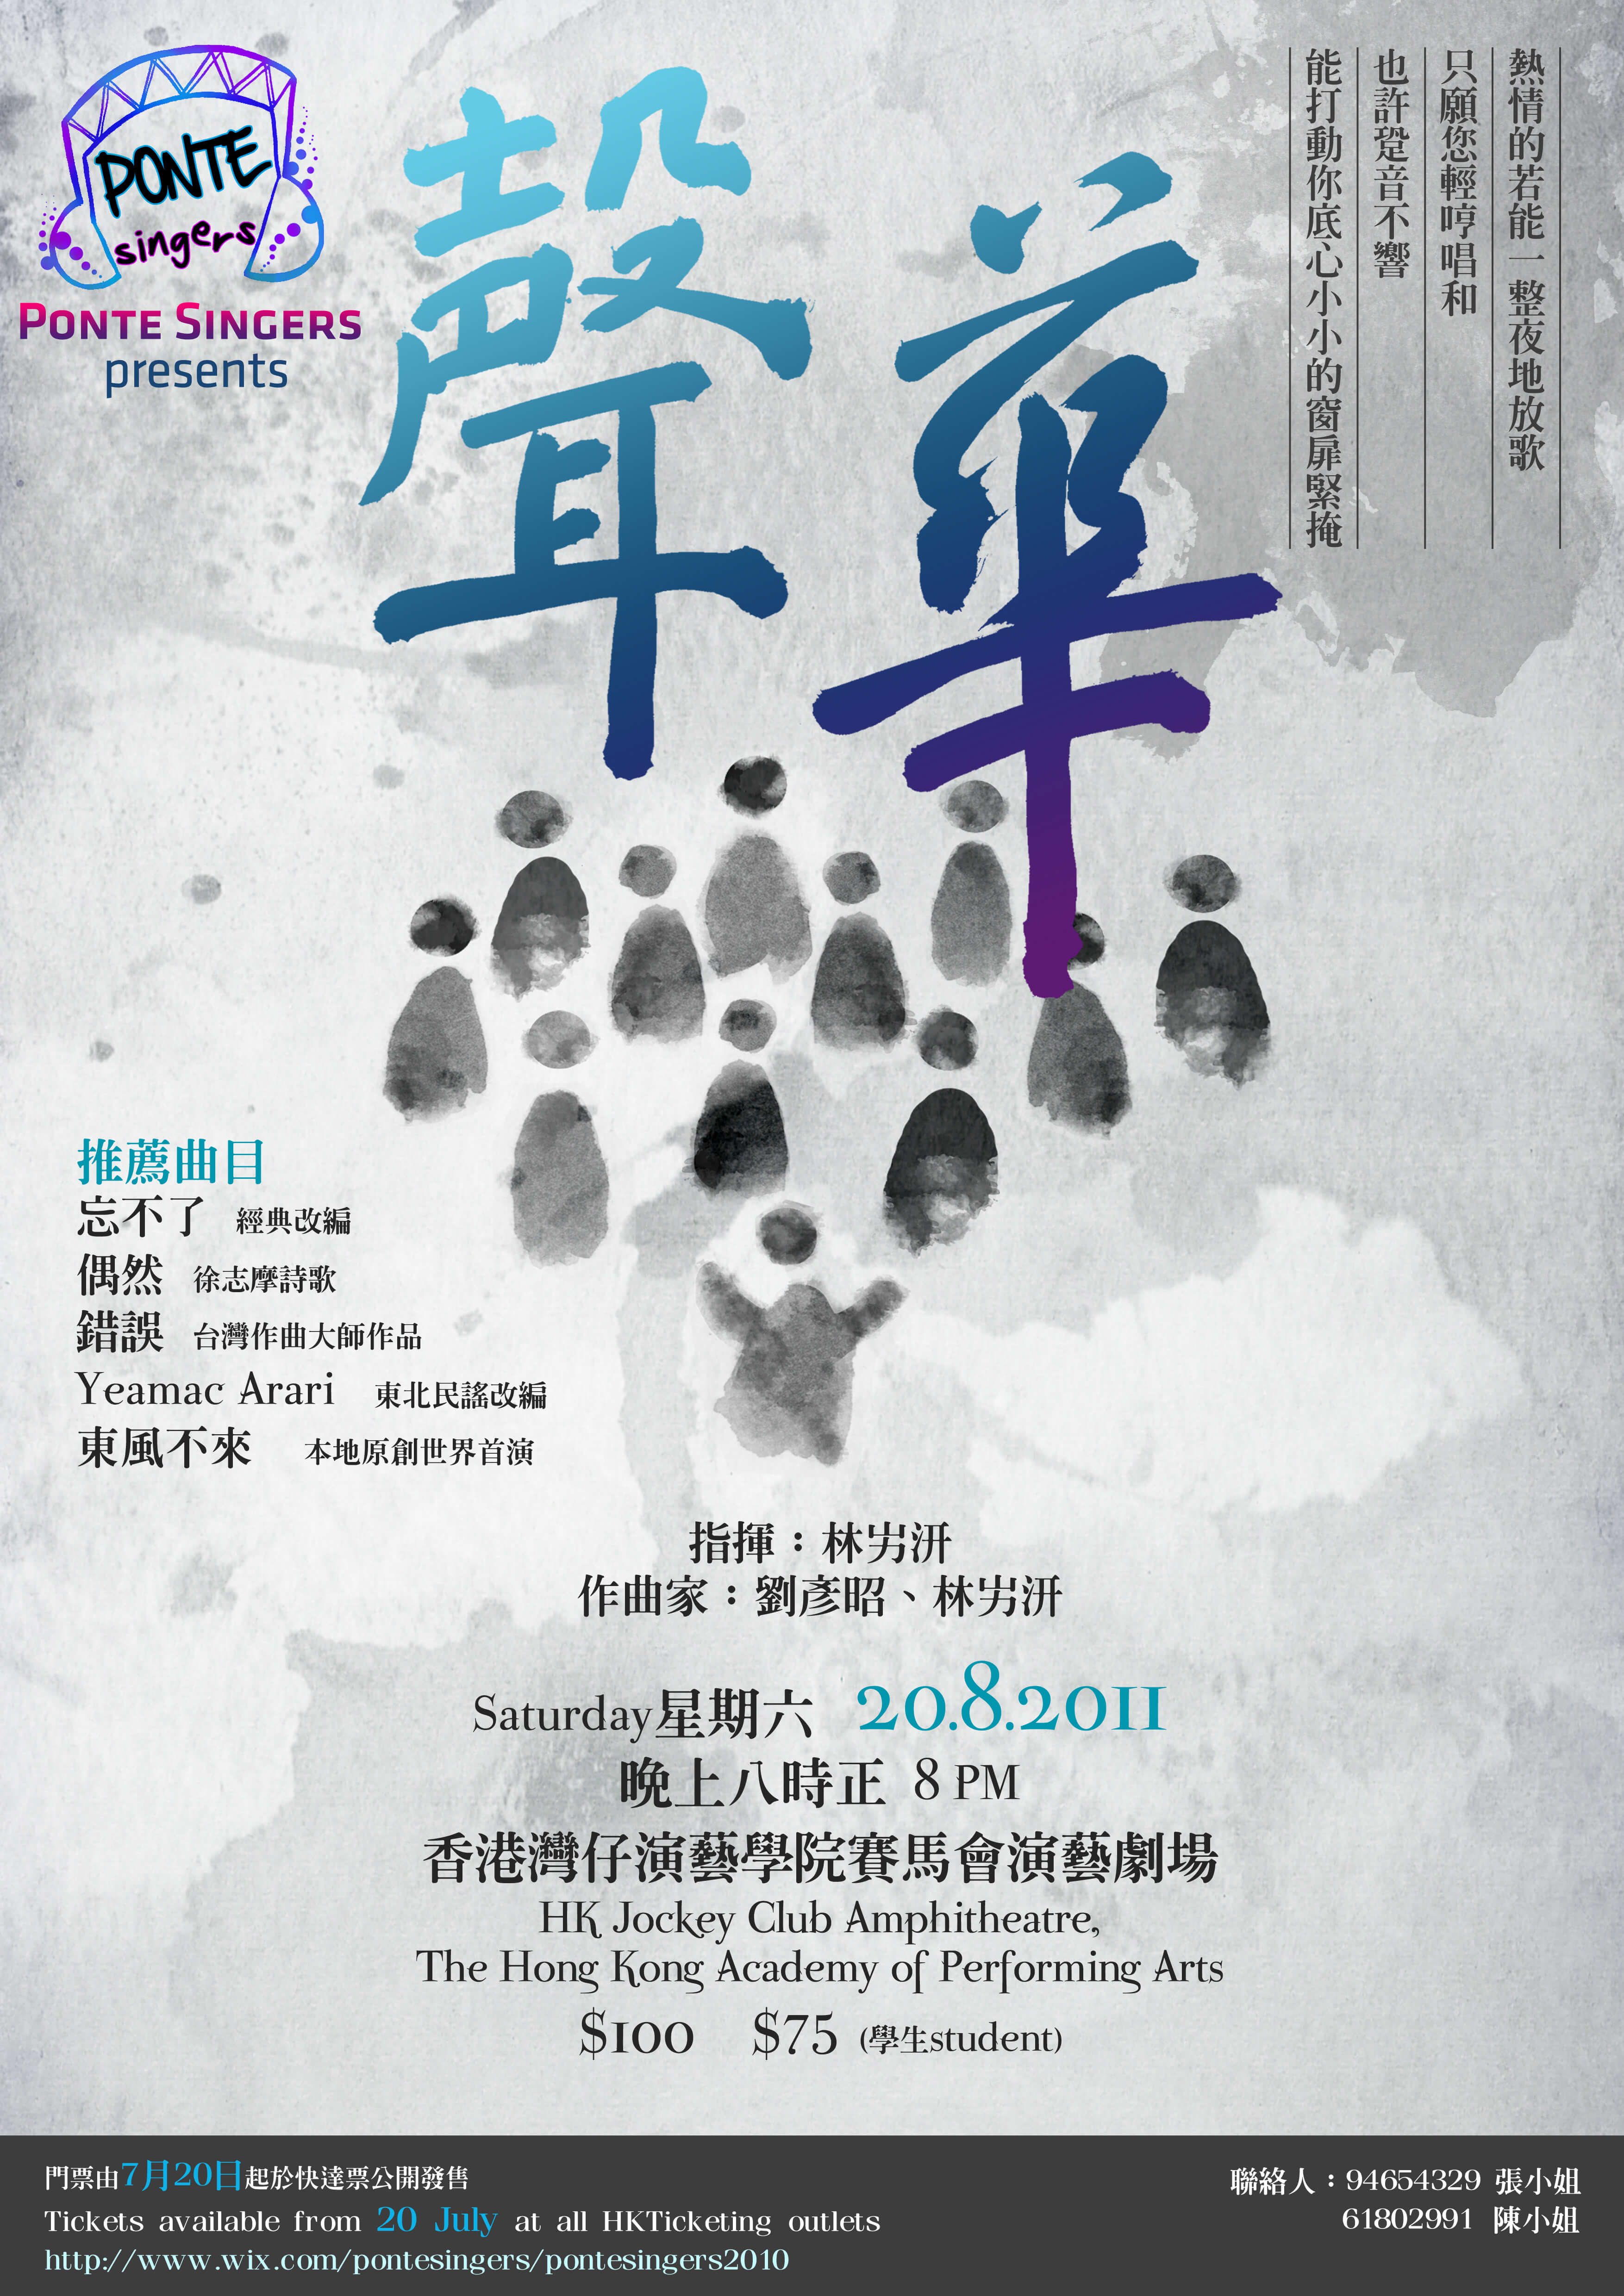 PONTE
singers
PONTE SINGERS
presents
聲華
熱情的若能一整夜地放歌
只願您輕哼唱和
也許跫音不響
能打動你底心小小的窗扉緊掩
推薦曲目
忘不了 經典改編
偶然 徐志摩詩歌
錯誤 台灣作曲大師作品
Yeamac Arari 東北民謠改編
東風不來 本地原創世界首演
指揮：林屶汧
作曲家：劉彥昭、林屶汧
Saturday星期六 20.8.2011
晚上八時正 8 PM
香港灣仔演藝學院賽馬會演藝劇場
HK Jockey Club Amphitheatre,
The Hong Kong Academy of Performing Arts
$100 $75 (學生student)
門票由7月20日起於快達票公開發售
Tickets available from 20 July at all HKTicketing outlets
http://www.wix.com/pontesingers/pontesingers2010
聯絡人：94654329 張小姐
61802991 陳小姐